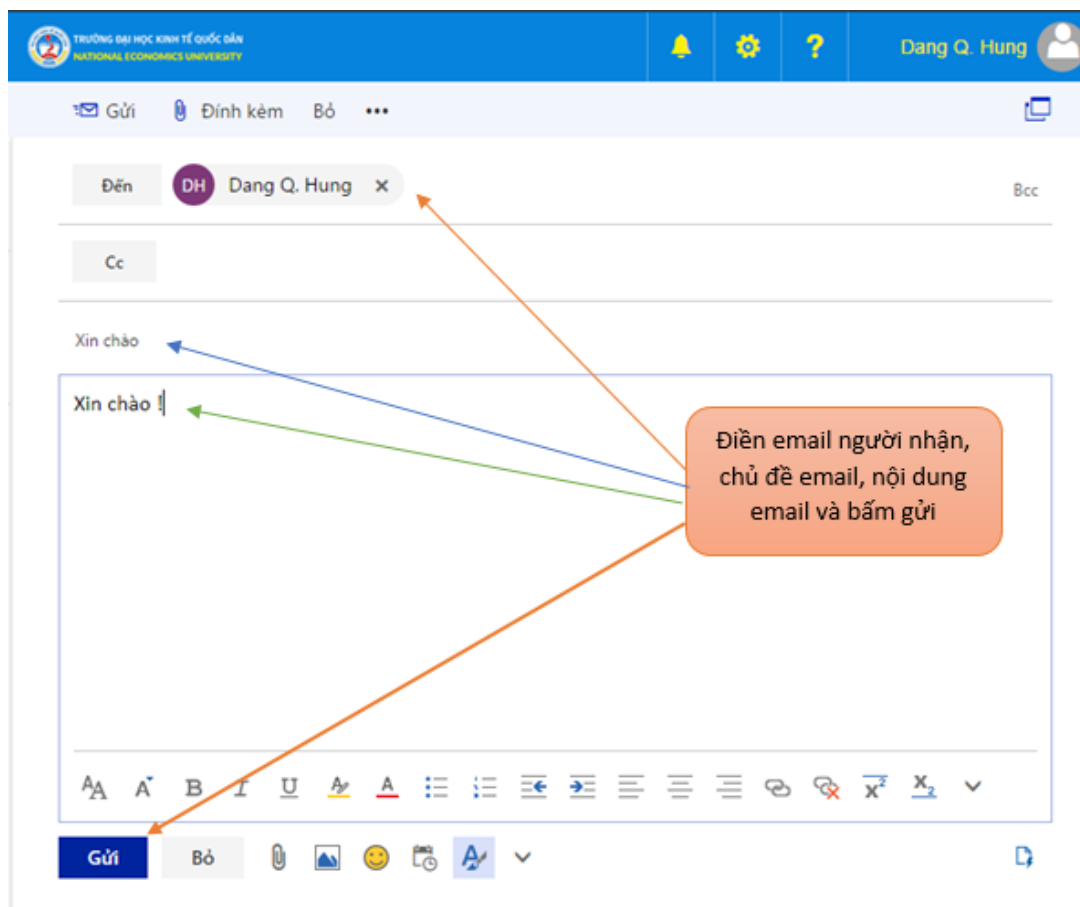 TRƯỜNG ĐẠI HỌC KINH TẾ QUỐC DÂN
NATIONAL ECONOMICS UNIVERSITY
Dang Q. Hung
Gửi Đính kèm Bỏ
Đến DH Dang Q. Hung
Bcc
Cc
Xin chào
Xin chào !
Điền email người nhận,
chủ đề email, nội dung
email và bấm gửi
Gửi Bỏ